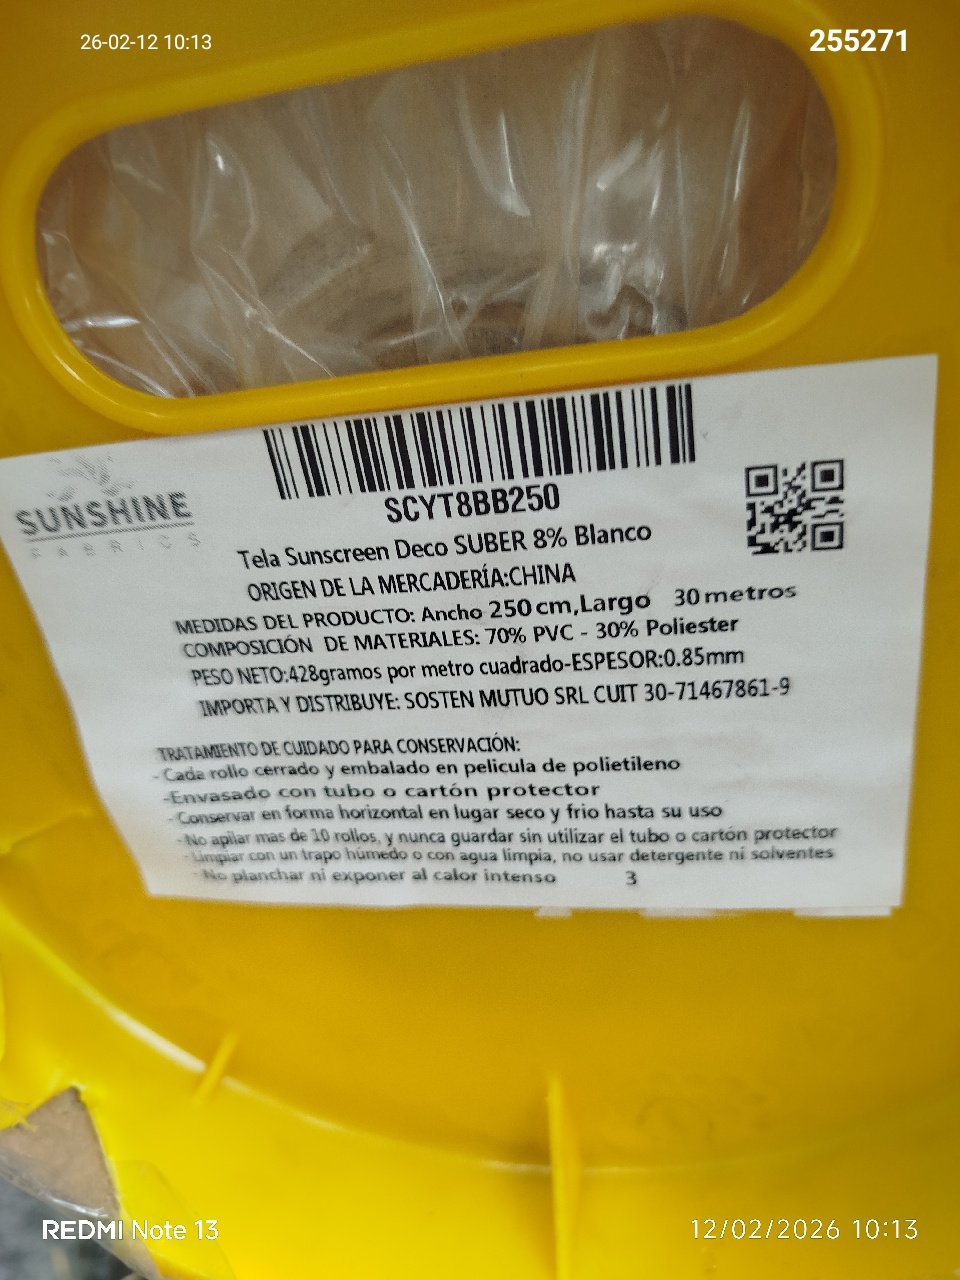 26-02-12 10:13
255271
SUNSHINE
FABRICS
SCYT8BB250
Tela Sunscreen Deco SUBER 8% Blanco
ORIGEN DE LA MERCADERÍA:CHINA
MEDIDAS DEL PRODUCTO: Ancho 250 cm,Largo 30 metros
COMPOSICIÓN DE MATERIALES: 70% PVC - 30% Poliester
PESO NETO:428gramos por metro cuadrado-ESPESOR:0.85mm
IMPORTA Y DISTRIBUYE: SOSTEN MUTUO SRL CUIT 30-71467861-9
TRATAMIENTO DE CUIDADO PARA CONSERVACIÓN:
- Cada rollo cerrado y embalado en pelicula de polietileno
-Envasado con tubo o cartón protector
- Conservar en forma horizontal en lugar seco y frio hasta su uso
- No apilar mas de 10 rollos, y nunca guardar sin utilizar el tubo o cartón protector
- Limpiar con un trapo húmedo o con agua limpia, no usar detergente ni solventes
- No planchar ni exponer al calor intenso 3
REDMI Note 13
12/02/2026 10:13